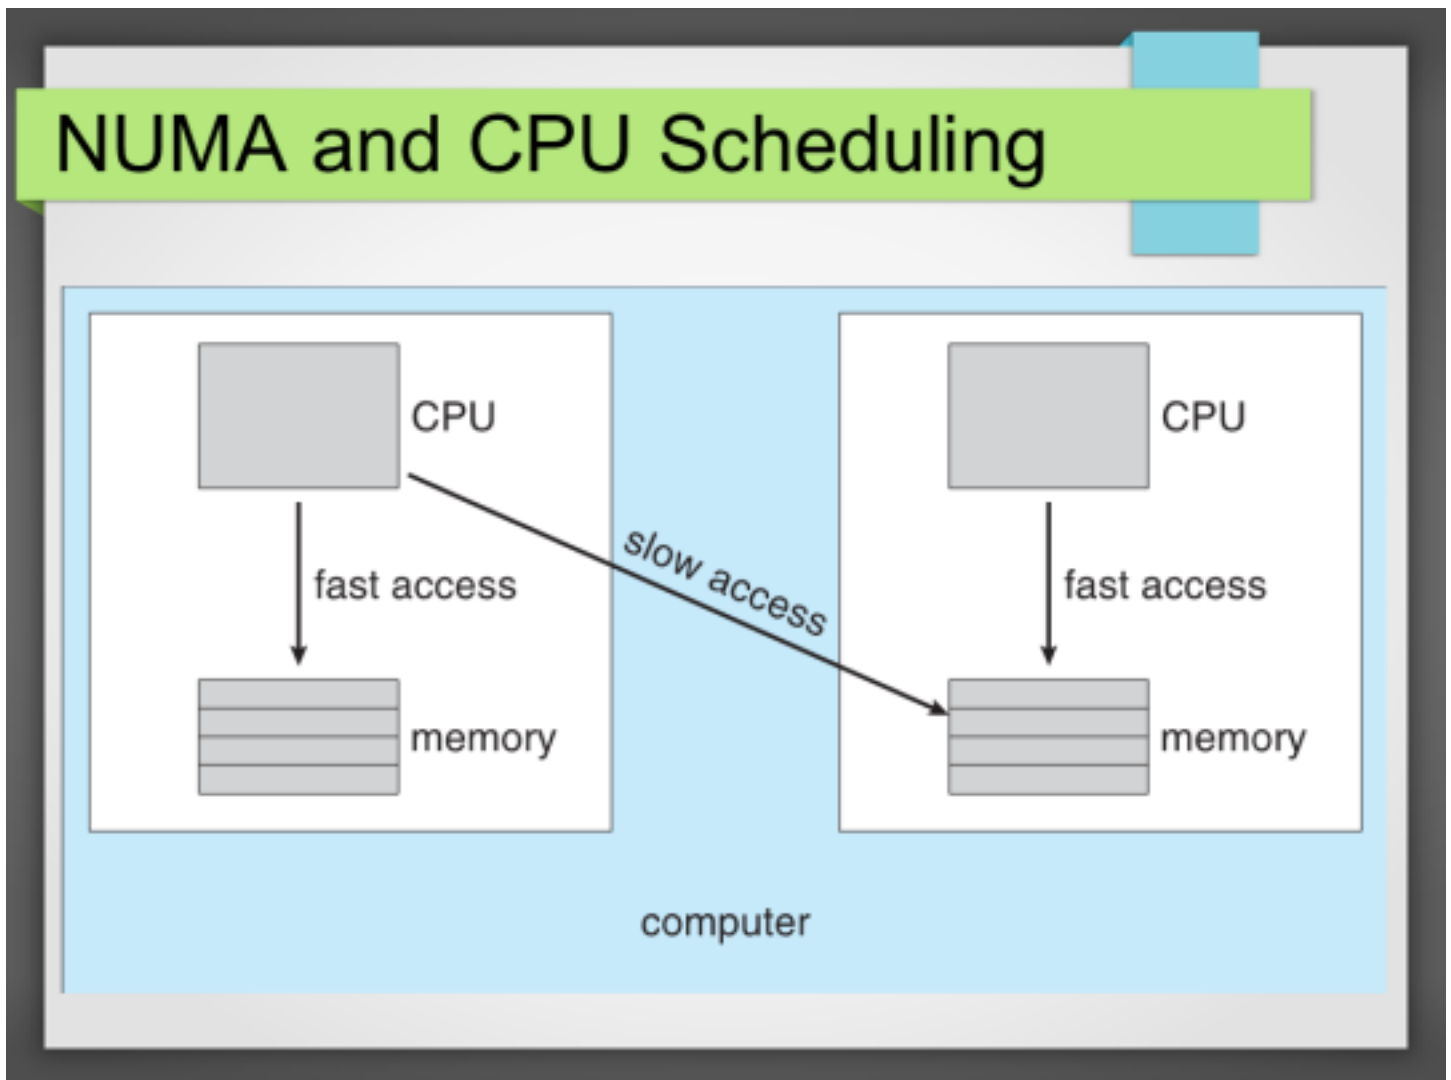 NUMA and CPU Scheduling
CPU
CPU
slow access
fast access
fast access
memory
memory
computer